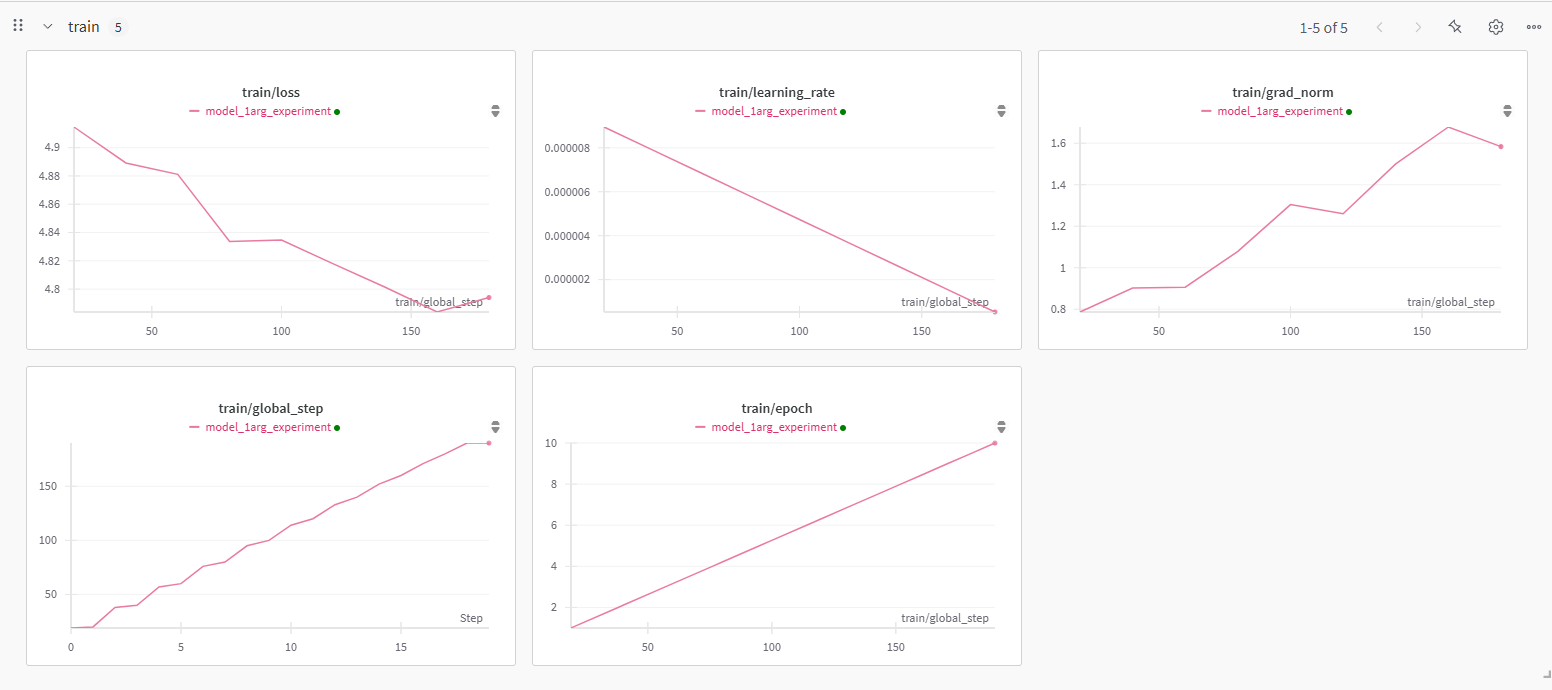 train 5 1-5 of 5
train/loss
model_1arg_experiment
4.9
4.88
4.86
4.84
4.82
4.8
train/global_step
50 100 150
train/learning_rate
model_1arg_experiment
0.000008
0.000006
0.000004
0.000002
train/global_step
50 100 150
train/grad_norm
model_1arg_experiment
1.6
1.4
1.2
1
0.8
train/global_step
50 100 150
train/global_step
model_1arg_experiment
150
100
50
Step
0 5 10 15
train/epoch
model_1arg_experiment
10
8
6
4
2
train/global_step
50 100 150